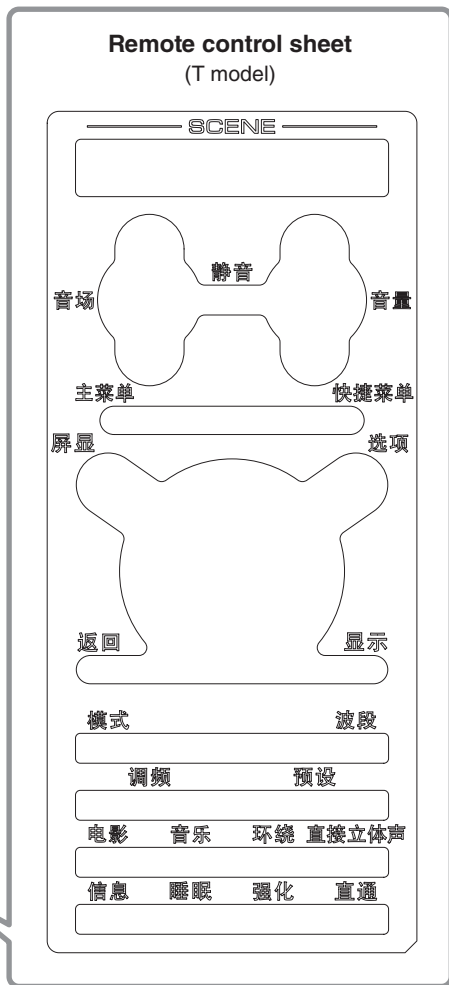 Remote control sheet
(T model)
SCENE
静音
音场 音量
主菜单 快捷菜单
屏显 选项
返回 显示
模式 波段
调频 预设
电影 音乐 环绕 直接立体声
信息 睡眠 强化 直通